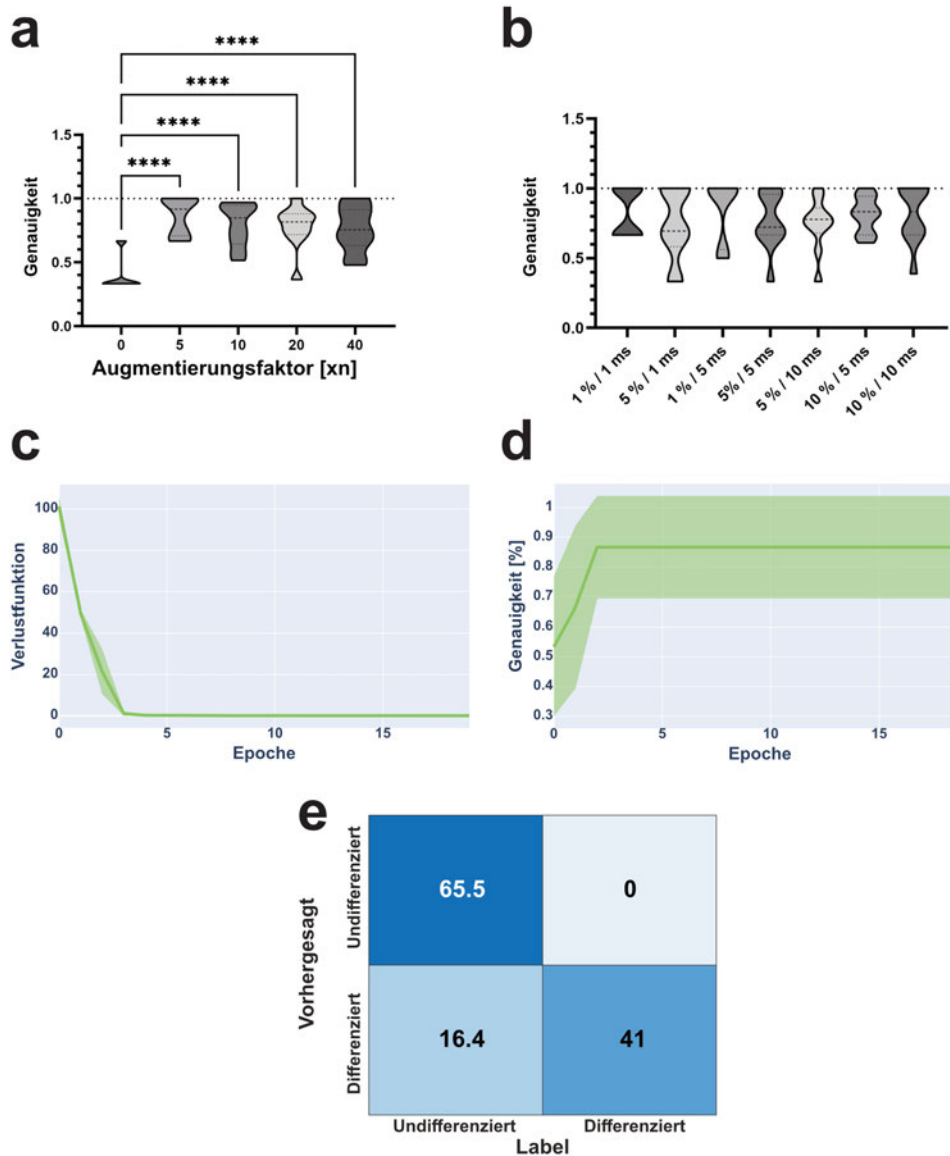 a
****
****
****
****
1.5
1.0
0.5
0.0
Genauigkeit
0 5 10 20 40
Augmentierungsfaktor [xn]
b
1.5
1.0
0.5
0.0
Genauigkeit
1 % / 1 ms
5 % / 1 ms
1 % / 5 ms
5% / 5 ms
5 % / 10 ms
10 % / 5 ms
10 % / 10 ms
c
100
80
60
40
20
0
Verlustfunktion
0 5 10 15
Epoche
d
1
0.9
0.8
0.7
0.6
0.5
0.4
0.3
Genauigkeit [%]
0 5 10 15
Epoche
e
Vorhergesagt
Undifferenziert
65.5 0
Differenziert
16.4 41
Undifferenziert Differenziert
Label